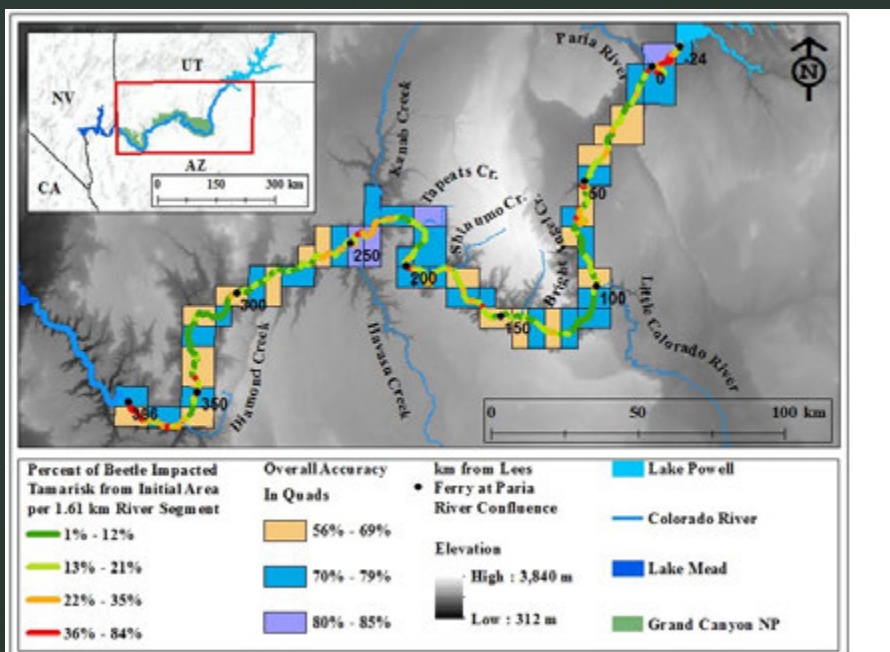 UT
NV
AZ
CA
0 150 300 km
Paria River
-24
0
N
Kanab Creek
Tapeats Cr.
Shinumo Cr.
Bright Angel Cr.
50
250
200
100
300
150
Little Colorado River
Havasu Creek
Diamond Creek
350
396
0 50 100 km
Percent of Beetle Impacted
Tamarisk from Initial Area
per 1.61 km River Segment
1% - 12%
13% - 21%
22% - 35%
36% - 84%
Overall Accuracy
In Quads
56% - 69%
70% - 79%
80% - 85%
km from Lees
Ferry at Paria
River Confluence
Elevation
High : 3,840 m
Low : 312 m
Lake Powell
Colorado River
Lake Mead
Grand Canyon NP